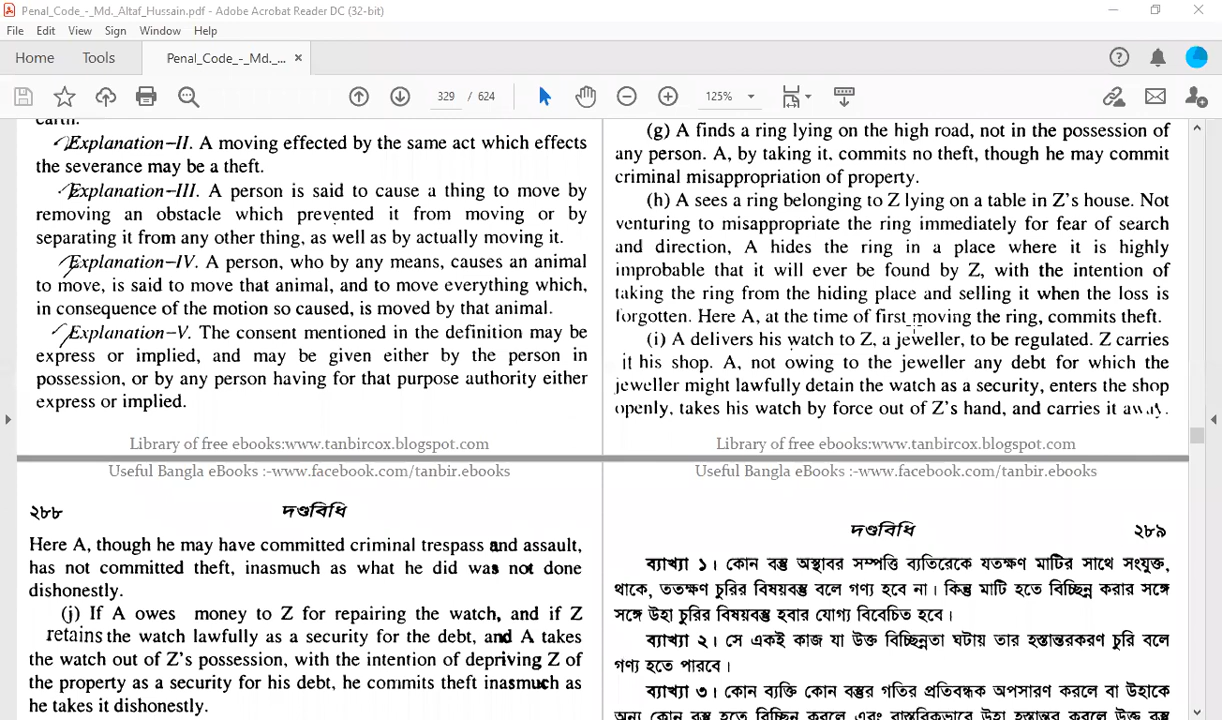 Penal_Code_-_Md._Altaf_Hussain.pdf - Adobe Acrobat Reader DC (32-bit)
File Edit View Sign Window Help
Home Tools Penal_Code_-_Md._... ×
329 / 624 125%
earth.
Explanation-II. A moving effected by the same act which effects
the severance may be a theft.
Explanation-III. A person is said to cause a thing to move by
removing an obstacle which prevented it from moving or by
separating it from any other thing, as well as by actually moving it.
Explanation-IV. A person, who by any means, causes an animal
to move, is said to move that animal, and to move everything which,
in consequence of the motion so caused, is moved by that animal.
Explanation-V. The consent mentioned in the definition may be
express or implied, and may be given either by the person in
possession, or by any person having for that purpose authority either
express or implied.
Library of free ebooks:www.tanbircox.blogspot.com
(g) A finds a ring lying on the high road, not in the possession of
any person. A, by taking it, commits no theft, though he may commit
criminal misappropriation of property.
(h) A sees a ring belonging to Z lying on a table in Z's house. Not
venturing to misappropriate the ring immediately for fear of search
and direction, A hides the ring in a place where it is highly
improbable that it will ever be found by Z, with the intention of
taking the ring from the hiding place and selling it when the loss is
forgotten. Here A, at the time of first moving the ring, commits theft.
(i) A delivers his watch to Z, a jeweller, to be regulated. Z carries
it his shop. A, not owing to the jeweller any debt for which the
jeweller might lawfully detain the watch as a security, enters the shop
openly, takes his watch by force out of Z's hand, and carries it away.
Library of free ebooks:www.tanbircox.blogspot.com
Useful Bangla eBooks :-www.facebook.com/tanbir.ebooks
২৮৮ দণ্ডবিধি
Here A, though he may have committed criminal trespass and assault,
has not committed theft, inasmuch as what he did was not done
dishonestly.
(j) If A owes money to Z for repairing the watch, and if Z
retains the watch lawfully as a security for the debt, and A takes
the watch out of Z's possession, with the intention of depriving Z of
the property as a security for his debt, he commits theft inasmuch as
he takes it dishonestly.
Useful Bangla eBooks :-www.facebook.com/tanbir.ebooks
দণ্ডবিধি ২৮৯
ব্যাখ্যা ১। কোন বস্তু অস্থাবর সম্পত্তি ব্যতিরেকে যতক্ষণ মাটির সাথে সংযুক্ত,
থাকে, ততক্ষণ চুরির বিষয়বস্তু বলে গণ্য হবে না। কিন্তু মাটি হতে বিচ্ছিন্ন করার সঙ্গে
সঙ্গে উহা চুরির বিষয়বস্তু হবার যোগ্য বিবেচিত হবে।
ব্যাখ্যা ২। সে একই কাজ যা উক্ত বিচ্ছিন্নতা ঘটায় তার হস্তান্তরকরণ চুরি বলে
গণ্য হতে পারবে।
ব্যাখ্যা ৩। কোন ব্যক্তি কোন বস্তুর গতির প্রতিবন্ধক অপসারণ করলে বা উহাকে
অন্য কোন বস্তু হতে বিচ্ছিন্ন করলে এবং বাস্তবিকভাবে উহা হস্তান্তর করলে উক্ত বস্তু